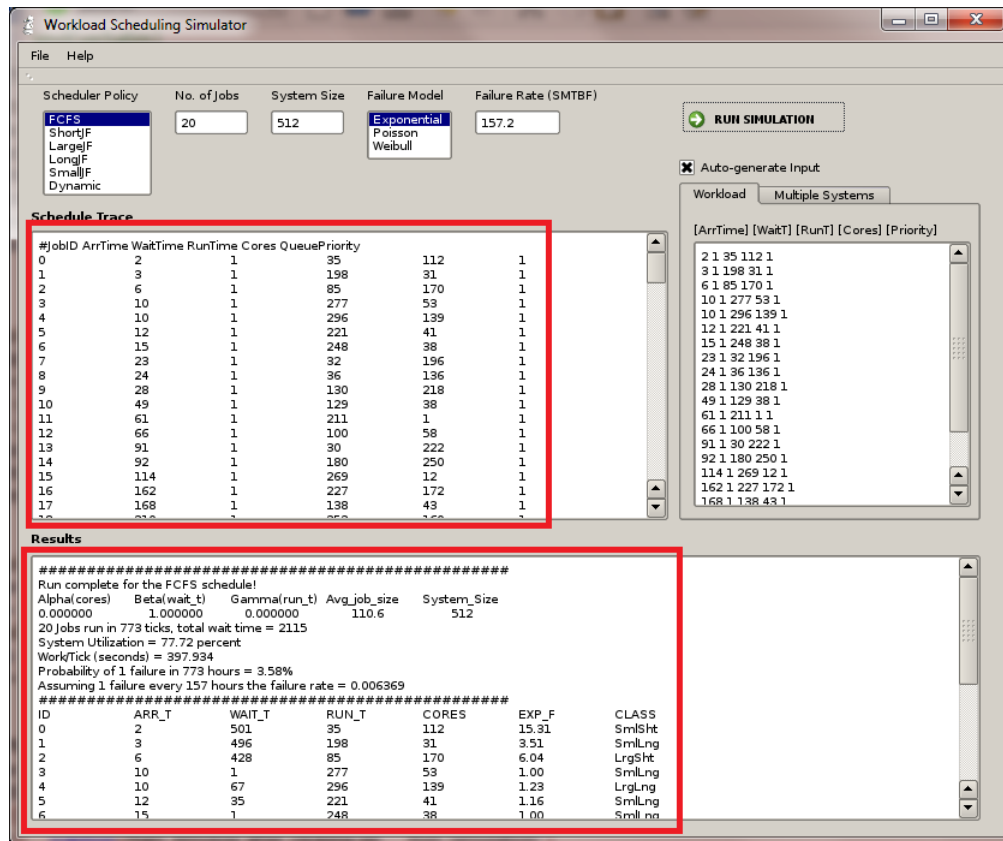 Workload Scheduling Simulator
File Help
Scheduler Policy No. of Jobs System Size Failure Model Failure Rate (SMTBF)
FCFS
ShortJF
LargeJF
LongJF
SmallJF
Dynamic
20
512
Exponential
Poisson
Weibull
157.2
RUN SIMULATION
Auto-generate Input
Workload Multiple Systems
Schedule Trace
#JobID ArrTime WaitTime RunTime Cores QueuePriority
0 2 1 35 112 1
1 3 1 198 31 1
2 6 1 85 170 1
3 10 1 277 53 1
4 10 1 296 139 1
5 12 1 221 41 1
6 15 1 248 38 1
7 23 1 32 196 1
8 24 1 36 136 1
9 28 1 130 218 1
10 49 1 129 38 1
11 61 1 211 1 1
12 66 1 100 58 1
13 91 1 30 222 1
14 92 1 180 250 1
15 114 1 269 12 1
16 162 1 227 172 1
17 168 1 138 43 1
[ArrTime] [WaitT] [RunT] [Cores] [Priority]
2 1 35 112 1
3 1 198 31 1
6 1 85 170 1
10 1 277 53 1
10 1 296 139 1
12 1 221 41 1
15 1 248 38 1
23 1 32 196 1
24 1 36 136 1
28 1 130 218 1
49 1 129 38 1
61 1 211 1 1
66 1 100 58 1
91 1 30 222 1
92 1 180 250 1
114 1 269 12 1
162 1 227 172 1
168 1 138 43 1
Results
##################################################
Run complete for the FCFS schedule!
Alpha(cores) Beta(wait_t) Gamma(run_t) Avg_job_size System_Size
0.000000 1.000000 0.000000 110.6 512
20 Jobs run in 773 ticks, total wait time = 2115
System Utilization = 77.72 percent
Work/Tick (seconds) = 397.934
Probability of 1 failure in 773 hours = 3.58%
Assuming 1 failure every 157 hours the failure rate = 0.006369
##################################################
ID ARR_T WAIT_T RUN_T CORES EXP_F CLASS
0 2 501 35 112 15.31 SmlSht
1 3 496 198 31 3.51 SmlLng
2 6 428 85 170 6.04 LrgSht
3 10 1 277 53 1.00 SmlLng
4 10 67 296 139 1.23 LrgLng
5 12 35 221 41 1.16 SmlLng
6 15 1 248 38 1.00 SmlLng